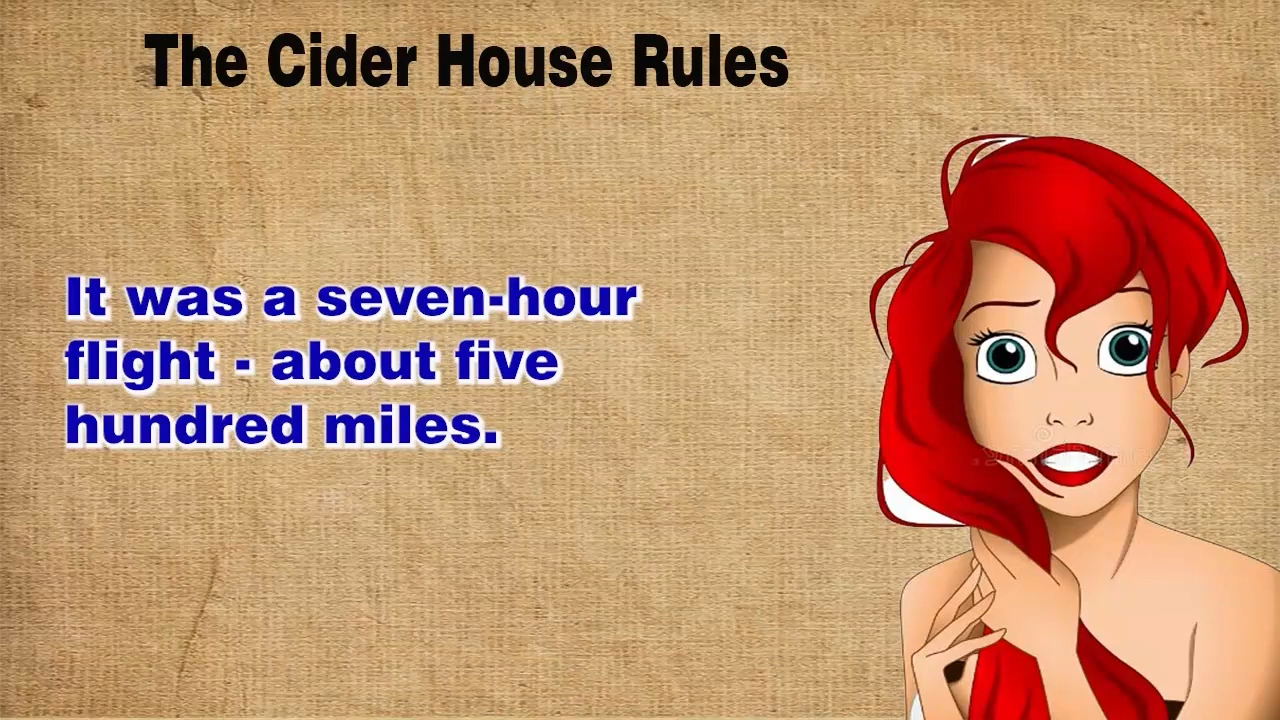 The Cider House Rules
It was a seven-hour
flight - about five
hundred miles.